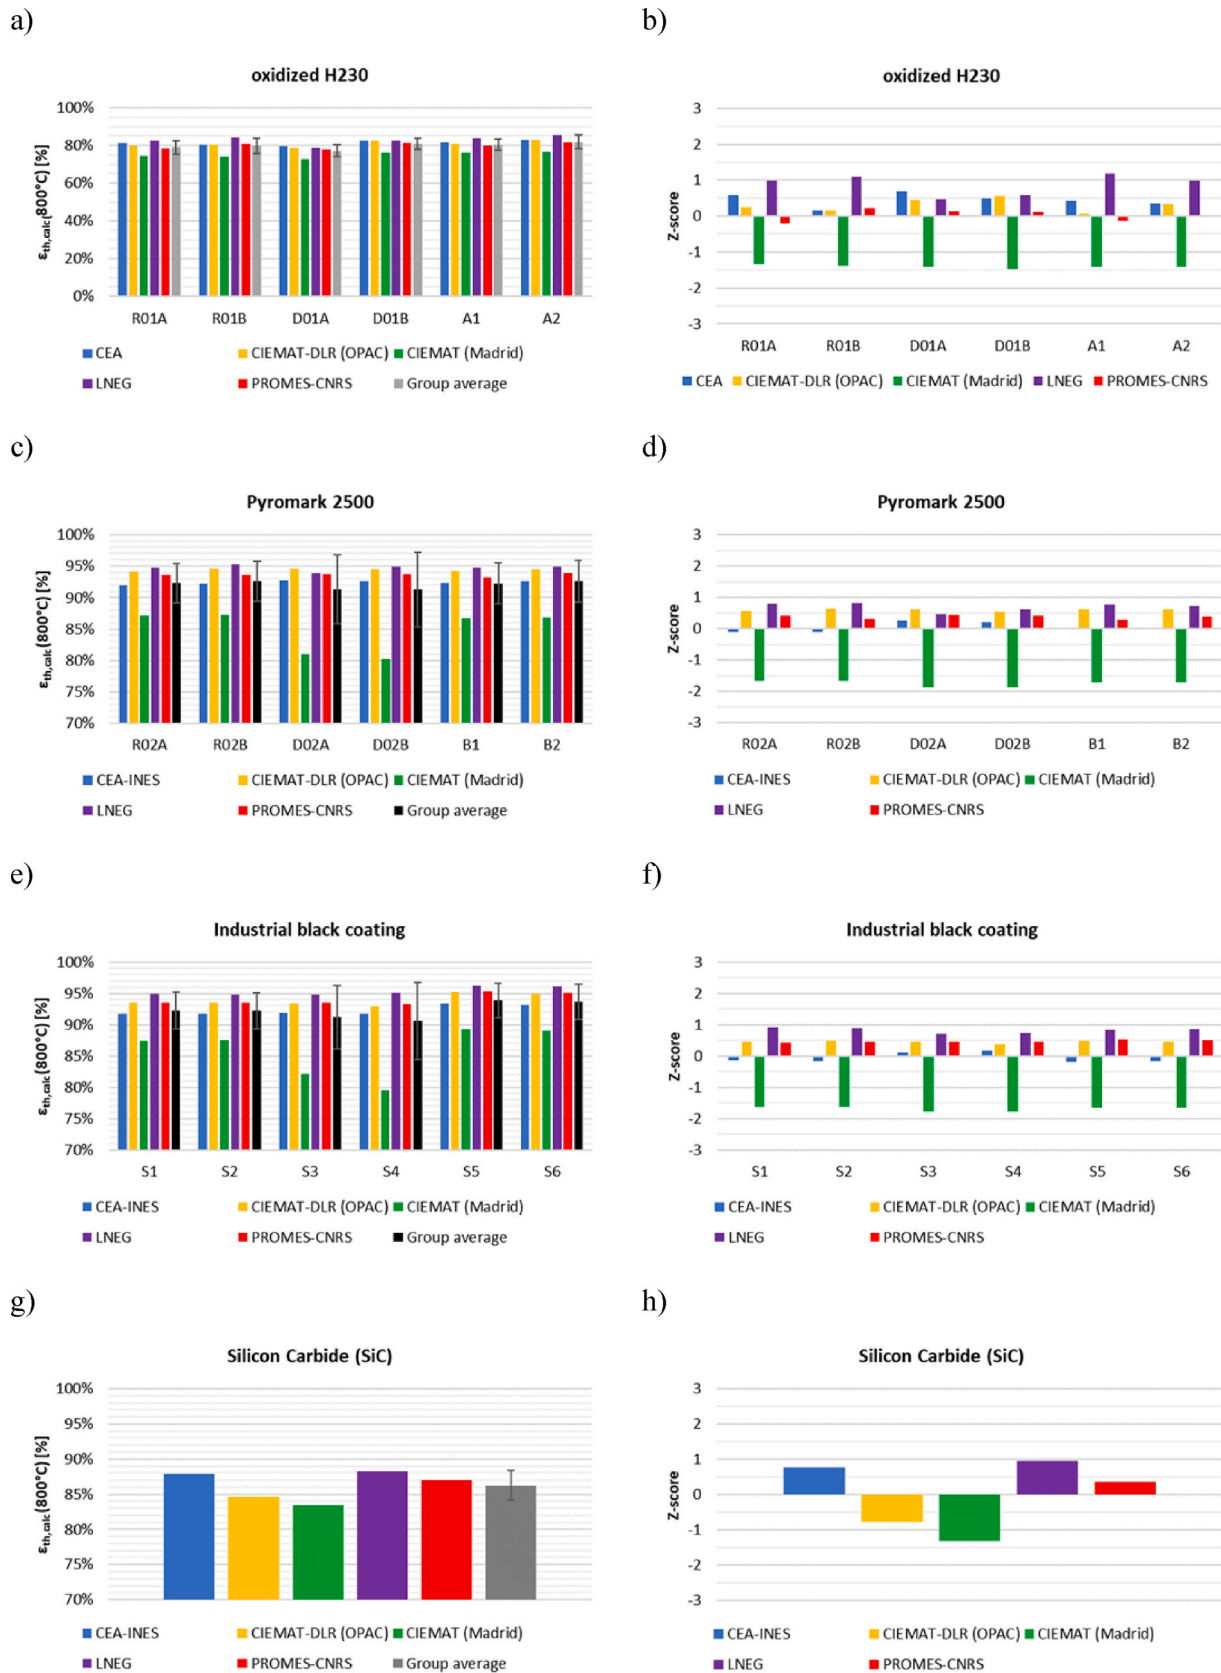 a)
oxidized H230
εth,calc(800°C) [%]
100%
80%
60%
40%
20%
0%
R01A R01B D01A D01B A1 A2
CEA CIEMAT-DLR (OPAC) CIEMAT (Madrid)
LNEG PROMES-CNRS Group average
b)
oxidized H230
Z-score
3
2
1
0
-1
-2
-3
R01A R01B D01A D01B A1 A2
CEA CIEMAT-DLR (OPAC) CIEMAT (Madrid) LNEG PROMES-CNRS
c)
Pyromark 2500
εth,calc(800°C) [%]
100%
95%
90%
85%
80%
75%
70%
R02A R02B D02A D02B B1 B2
CEA-INES CIEMAT-DLR (OPAC) CIEMAT (Madrid)
LNEG PROMES-CNRS Group average
d)
Pyromark 2500
Z-score
3
2
1
0
-1
-2
-3
R02A R02B D02A D02B B1 B2
CEA-INES CIEMAT-DLR (OPAC) CIEMAT (Madrid)
LNEG PROMES-CNRS
e)
Industrial black coating
εth,calc(800°C) [%]
100%
95%
90%
85%
80%
75%
70%
S1 S2 S3 S4 S5 S6
CEA-INES CIEMAT-DLR (OPAC) CIEMAT (Madrid)
LNEG PROMES-CNRS Group average
f)
Industrial black coating
Z-score
3
2
1
0
-1
-2
-3
S1 S2 S3 S4 S5 S6
CEA-INES CIEMAT-DLR (OPAC) CIEMAT (Madrid)
LNEG PROMES-CNRS
g)
Silicon Carbide (SiC)
εth,calc(800°C) [%]
100%
95%
90%
85%
80%
75%
70%
CEA-INES CIEMAT-DLR (OPAC) CIEMAT (Madrid)
LNEG PROMES-CNRS Group average
h)
Silicon Carbide (SiC)
Z-score
3
2
1
0
-1
-2
-3
CEA-INES CIEMAT-DLR (OPAC) CIEMAT (Madrid)
LNEG PROMES-CNRS